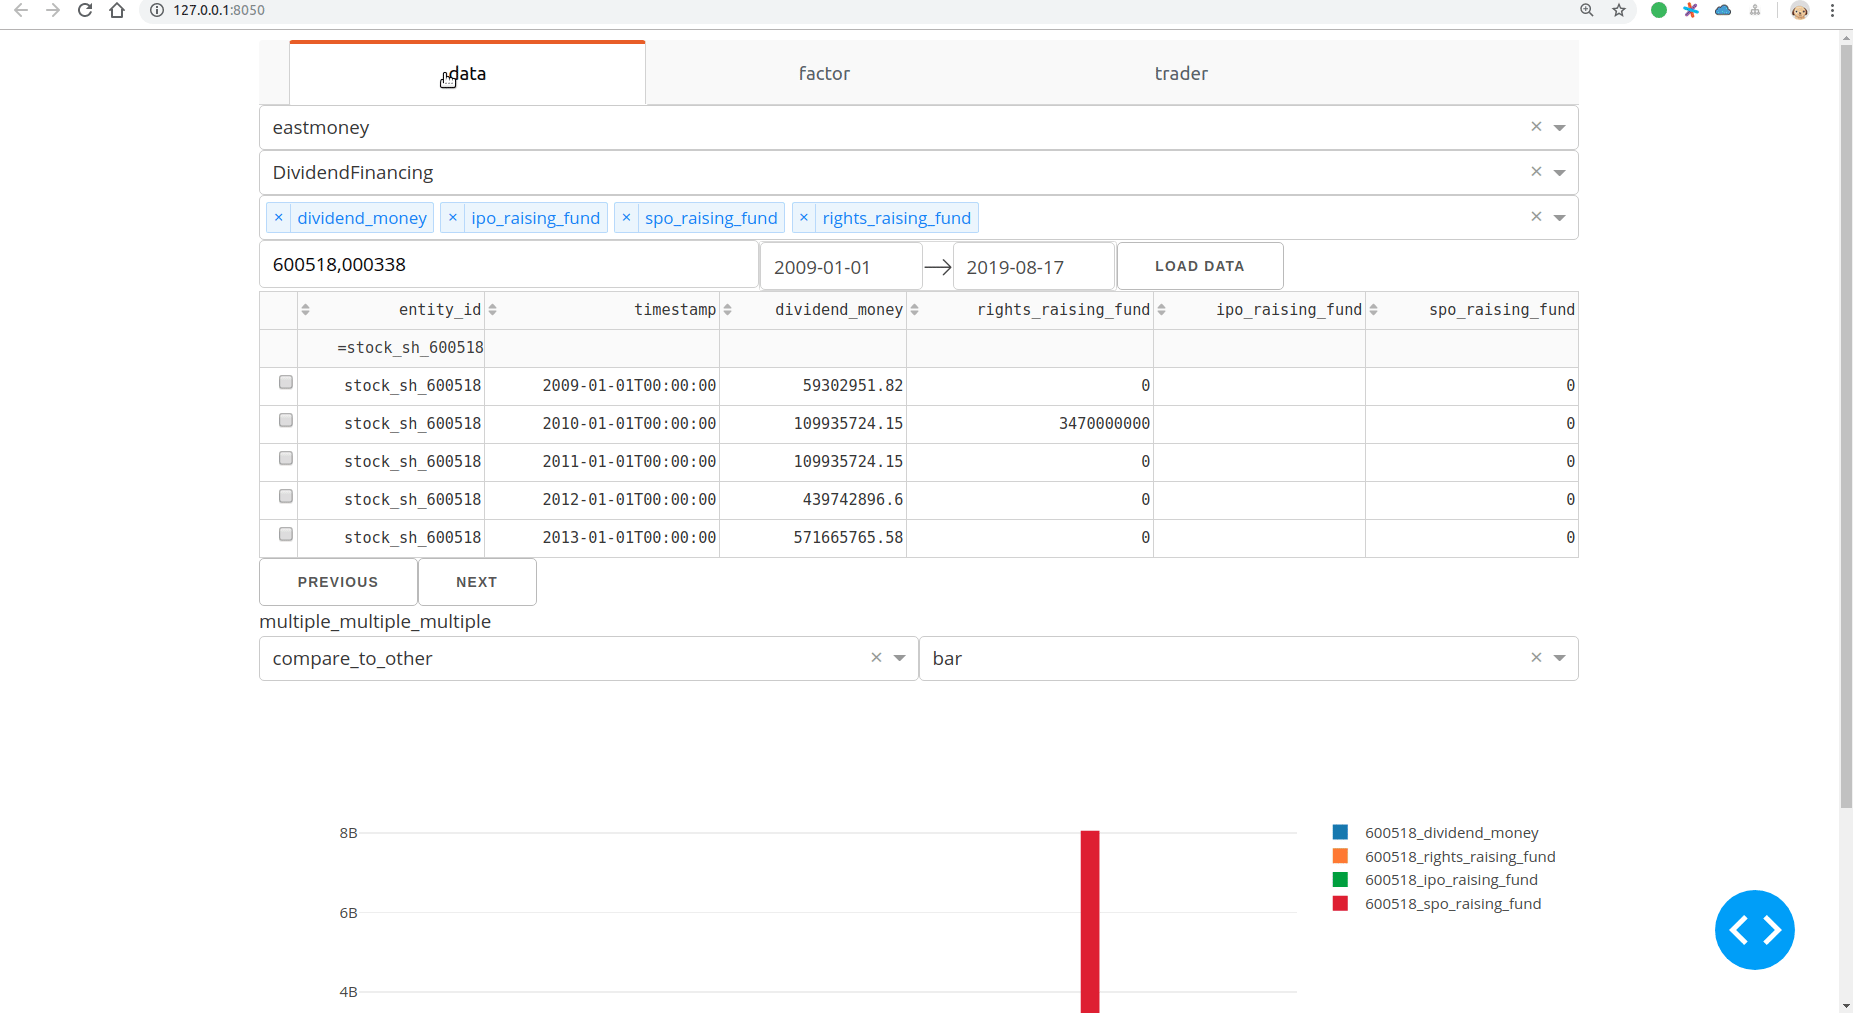 127.0.0.1:8050
data factor trader
eastmoney
DividendFinancing
× dividend_money × ipo_raising_fund × spo_raising_fund × rights_raising_fund
600518,000338 2009-01-01 → 2019-08-17 LOAD DATA
entity_id timestamp dividend_money rights_raising_fund ipo_raising_fund spo_raising_fund
=stock_sh_600518
stock_sh_600518 2009-01-01T00:00:00 59302951.82 0 0
stock_sh_600518 2010-01-01T00:00:00 109935724.15 3470000000 0
stock_sh_600518 2011-01-01T00:00:00 109935724.15 0 0
stock_sh_600518 2012-01-01T00:00:00 439742896.6 0 0
stock_sh_600518 2013-01-01T00:00:00 571665765.58 0 0
PREVIOUS NEXT
multiple_multiple_multiple
compare_to_other bar
8B
6B
4B
600518_dividend_money
600518_rights_raising_fund
600518_ipo_raising_fund
600518_spo_raising_fund